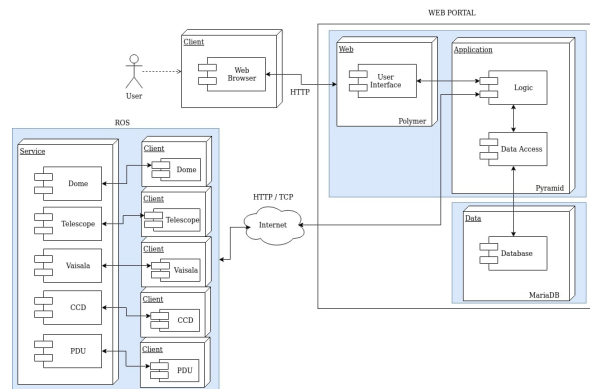 WEB PORTAL
Client
Web
Browser
User
HTTP
Web
User
Interface
Polymer
Application
Logic
Data Access
Pyramid
Data
Database
MariaDB
HTTP / TCP
Internet
ROS
Service
Dome
Telescope
Vaisala
CCD
PDU
Client
Dome
Client
Telescope
Client
Vaisala
Client
CCD
Client
PDU